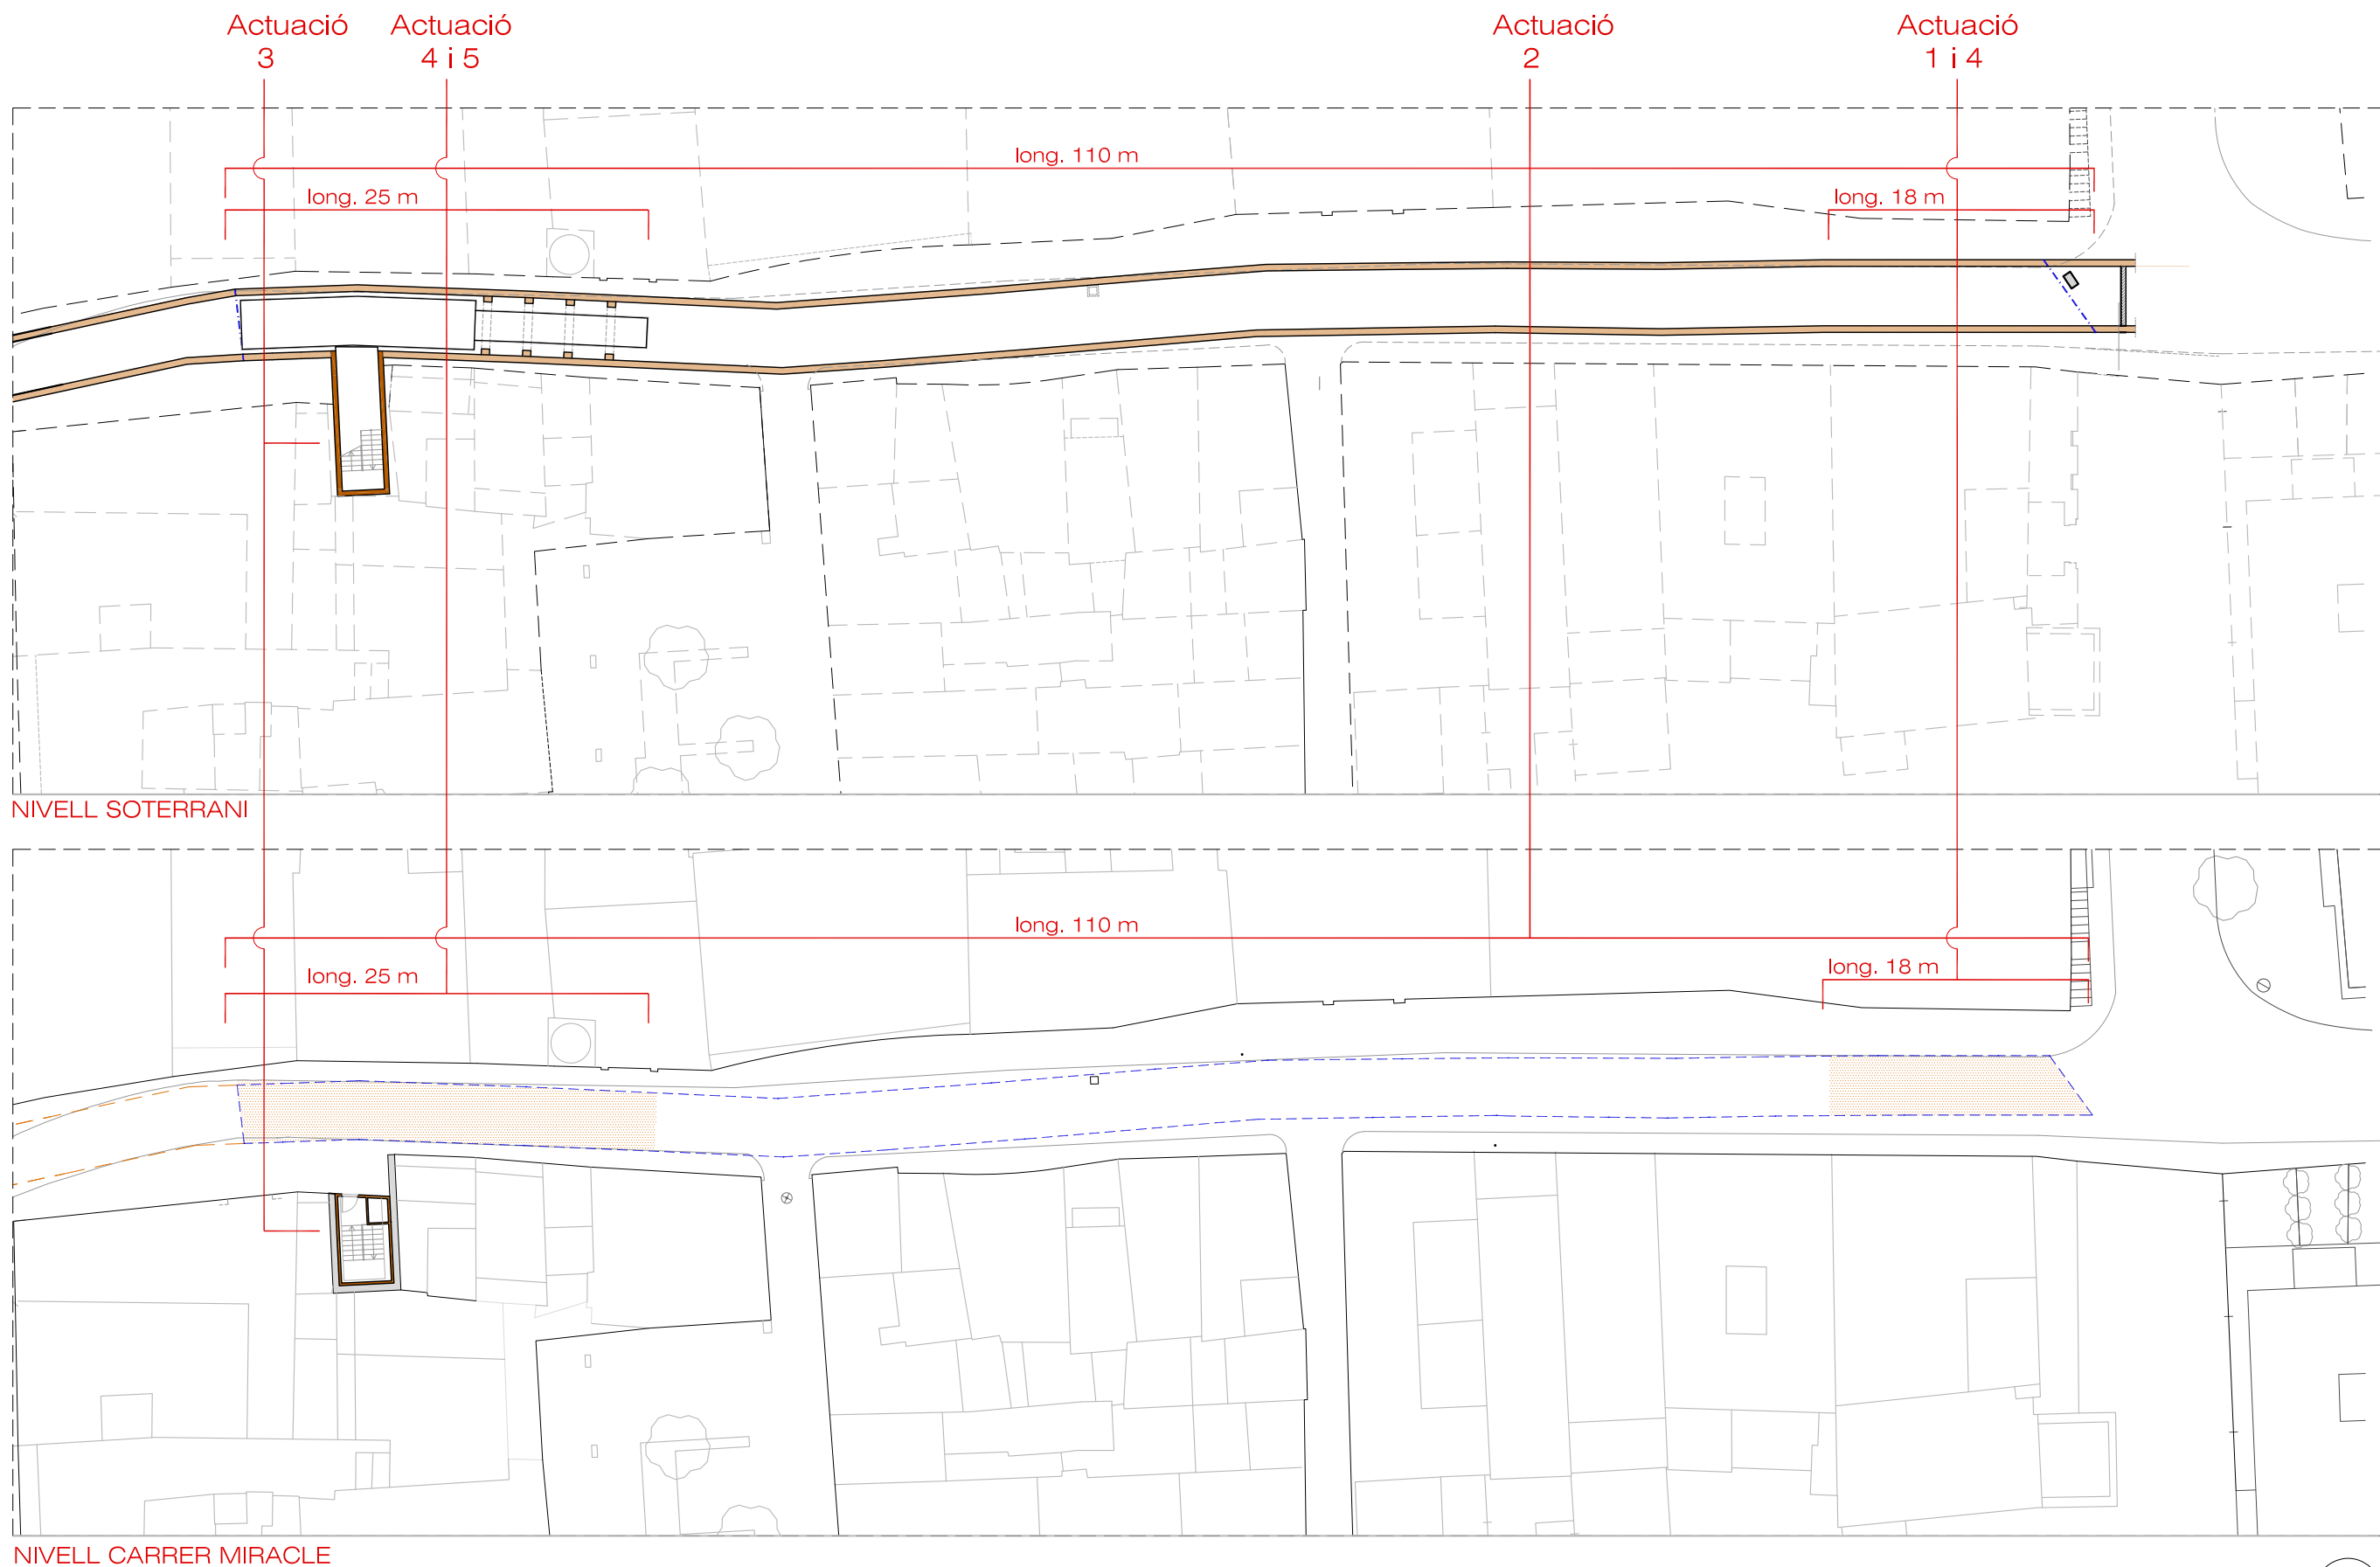 Actuació
3
Actuació
4 i 5
Actuació
2
Actuació
1 i 4
long. 110 m
long. 25 m
long. 18 m
NIVELL SOTERRANI
long. 110 m
long. 25 m
long. 18 m
NIVELL CARRER MIRACLE